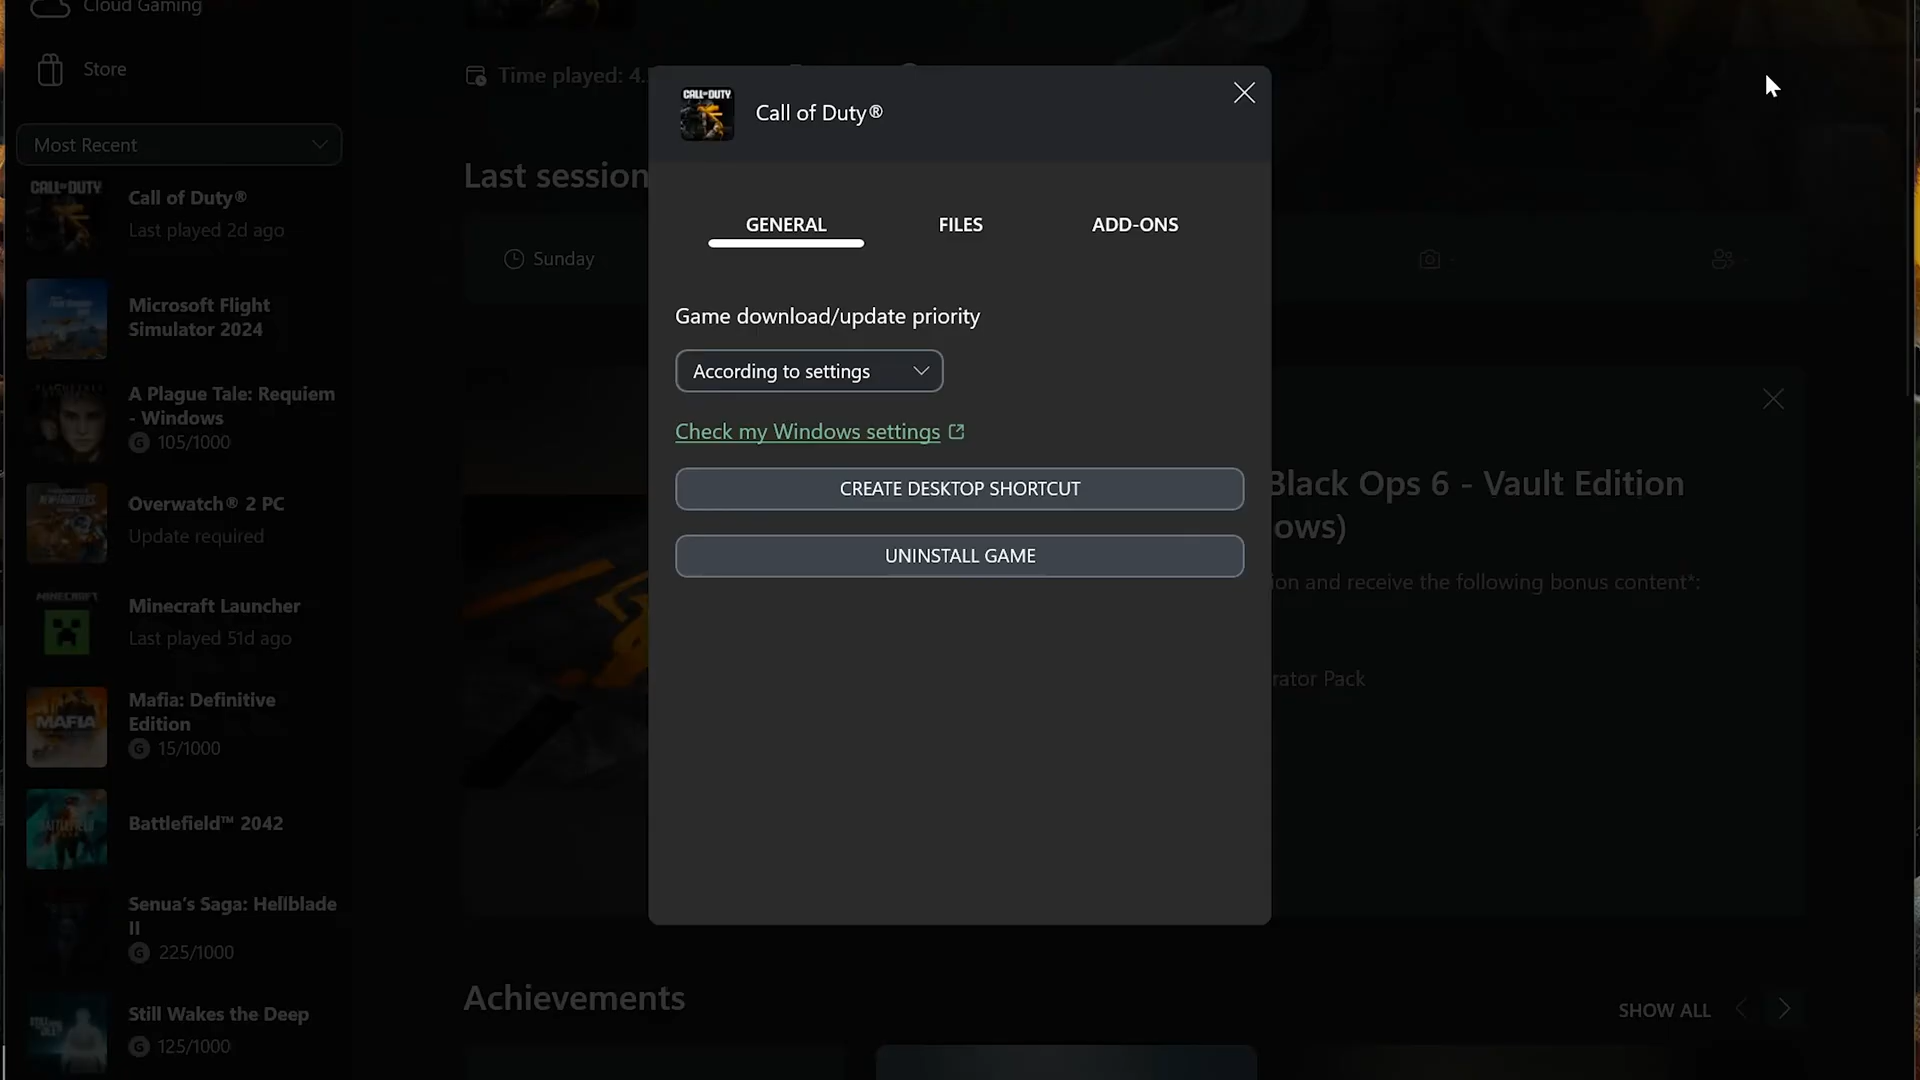 Cloud Gaming
Store
Most Recent
CALL OF DUTY
Call of Duty®
Last played 2d ago
Microsoft Flight
Simulator 2024
A Plague Tale: Requiem
- Windows
105/1000
Overwatch® 2 PC
Update required
MINECRAFT
Minecraft Launcher
Last played 51d ago
MAFIA
Mafia: Definitive
Edition
15/1000
BATTLEFIELD
Battlefield™ 2042
Senua's Saga: Hellblade
II
225/1000
Still Wakes the Deep
125/1000
Time played: 4.
Last session
Sunday
CALL OF DUTY
Call of Duty®
GENERAL
FILES
ADD-ONS
Game download/update priority
According to settings
Check my Windows settings
CREATE DESKTOP SHORTCUT
UNINSTALL GAME
Black Ops 6 - Vault Edition
ows)
ion and receive the following bonus content*:
rator Pack
Achievements
SHOW ALL